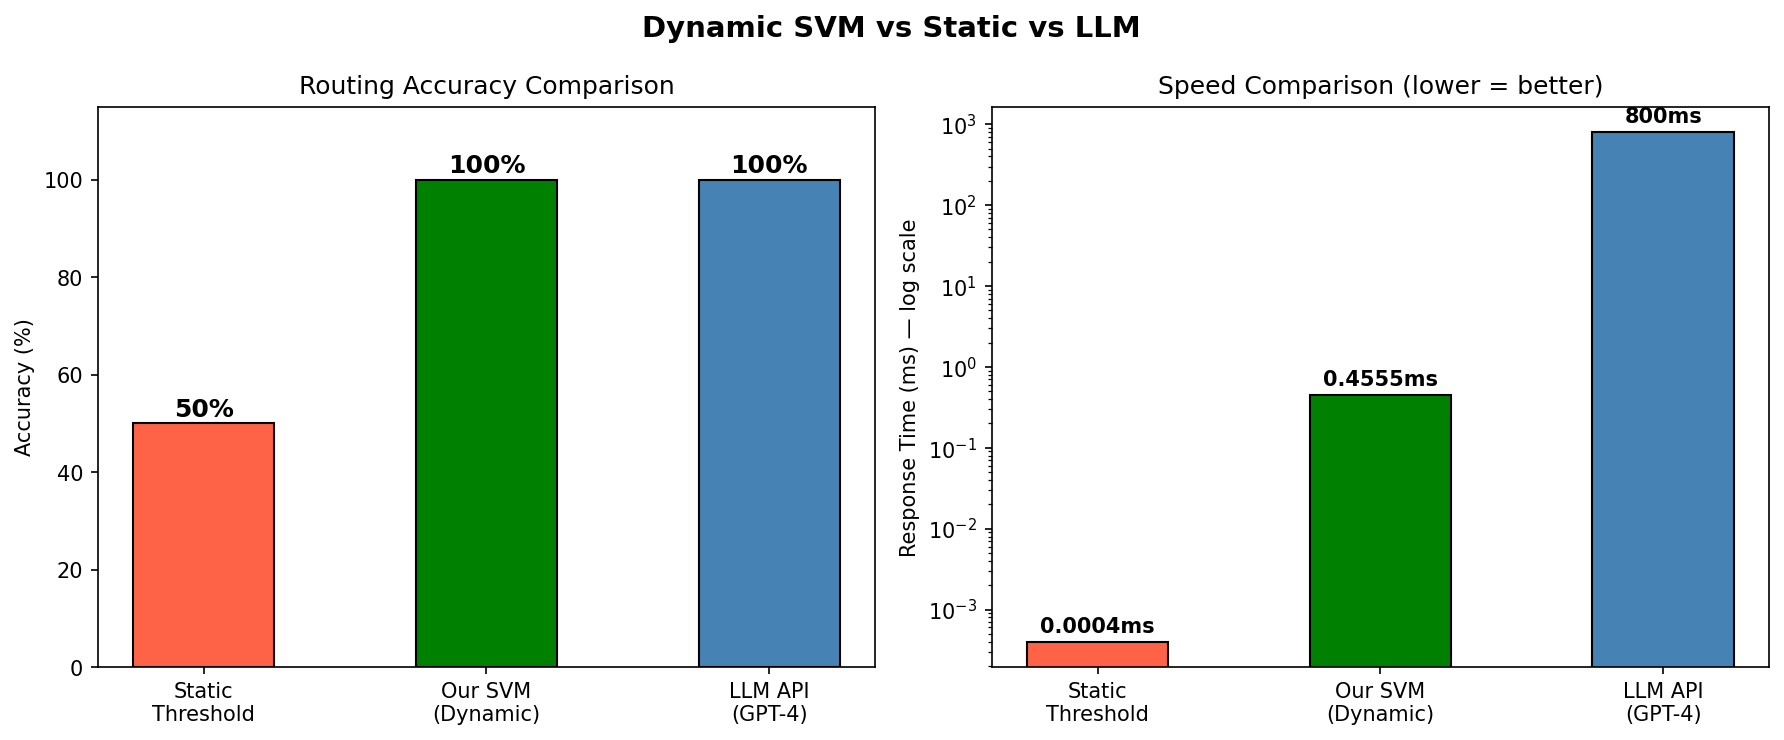 Dynamic SVM vs Static vs LLM
Routing Accuracy Comparison
Accuracy (%)
100
80
60
40
20
0
50%
100%
100%
Static
Threshold
Our SVM
(Dynamic)
LLM API
(GPT-4)
Speed Comparison (lower = better)
Response Time (ms) — log scale
10³
10²
10¹
10⁰
10⁻¹
10⁻²
10⁻³
0.0004ms
0.4555ms
800ms
Static
Threshold
Our SVM
(Dynamic)
LLM API
(GPT-4)